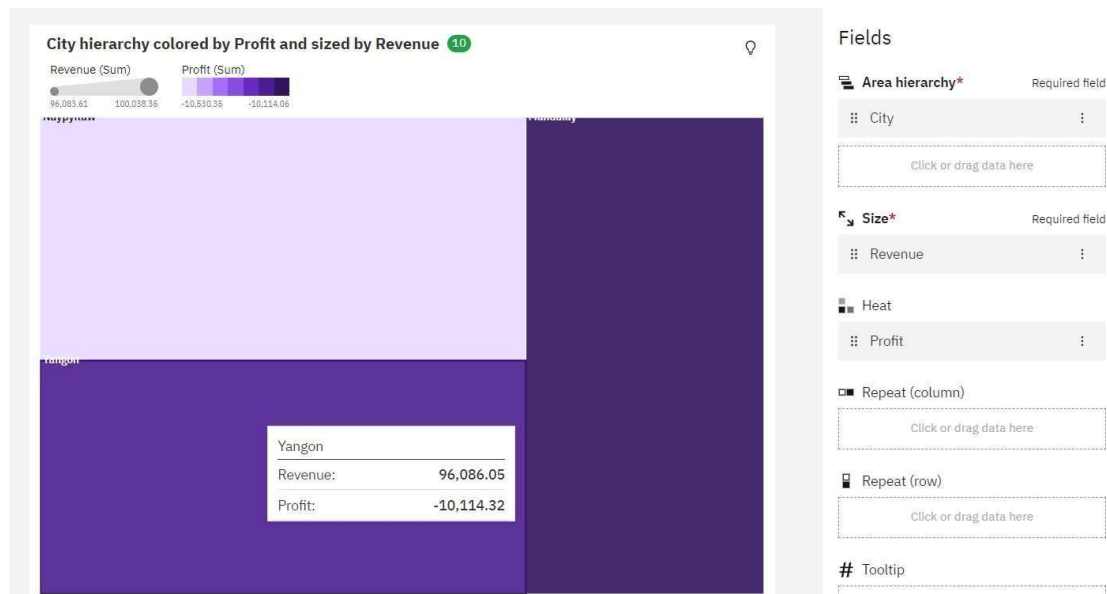 City hierarchy colored by Profit and sized by Revenue 10
Revenue (Sum) Profit (Sum)
96,083.61 100,038.36 -10,530.36 -10,114.06
Naypyitaw Mandalay
Yangon
Yangon
Revenue: 96,086.05
Profit: -10,114.32
Fields
Area hierarchy* Required field
City
Click or drag data here
Size* Required field
Revenue
Heat
Profit
Repeat (column)
Click or drag data here
Repeat (row)
Click or drag data here
# Tooltip